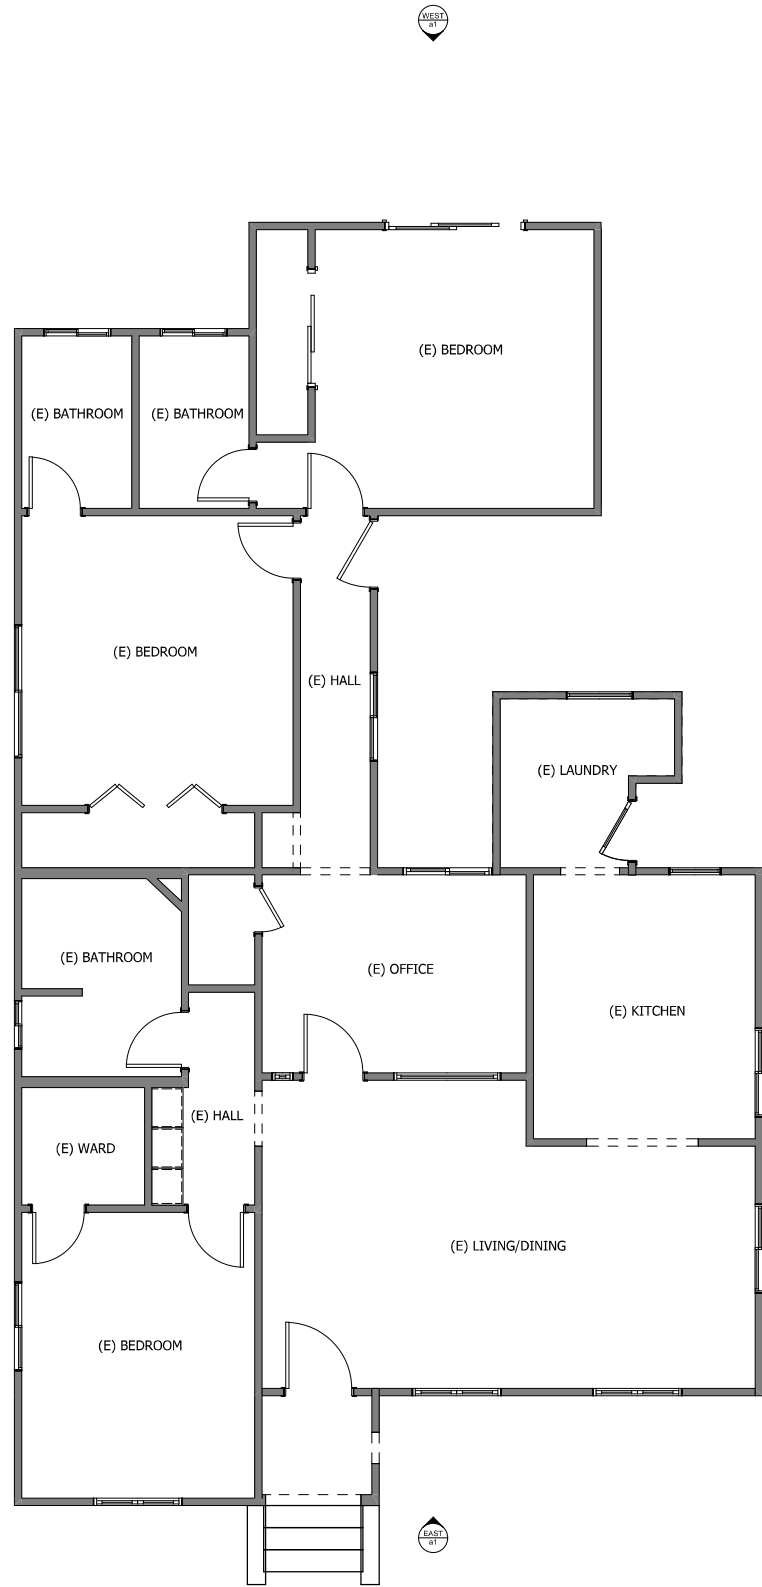 WEST
a1
(E) BEDROOM
(E) BATHROOM
(E) BATHROOM
(E) BEDROOM
(E) HALL
(E) LAUNDRY
(E) BATHROOM
(E) OFFICE
(E) KITCHEN
(E) HALL
(E) WARD
(E) LIVING/DINING
(E) BEDROOM
EAST
a1